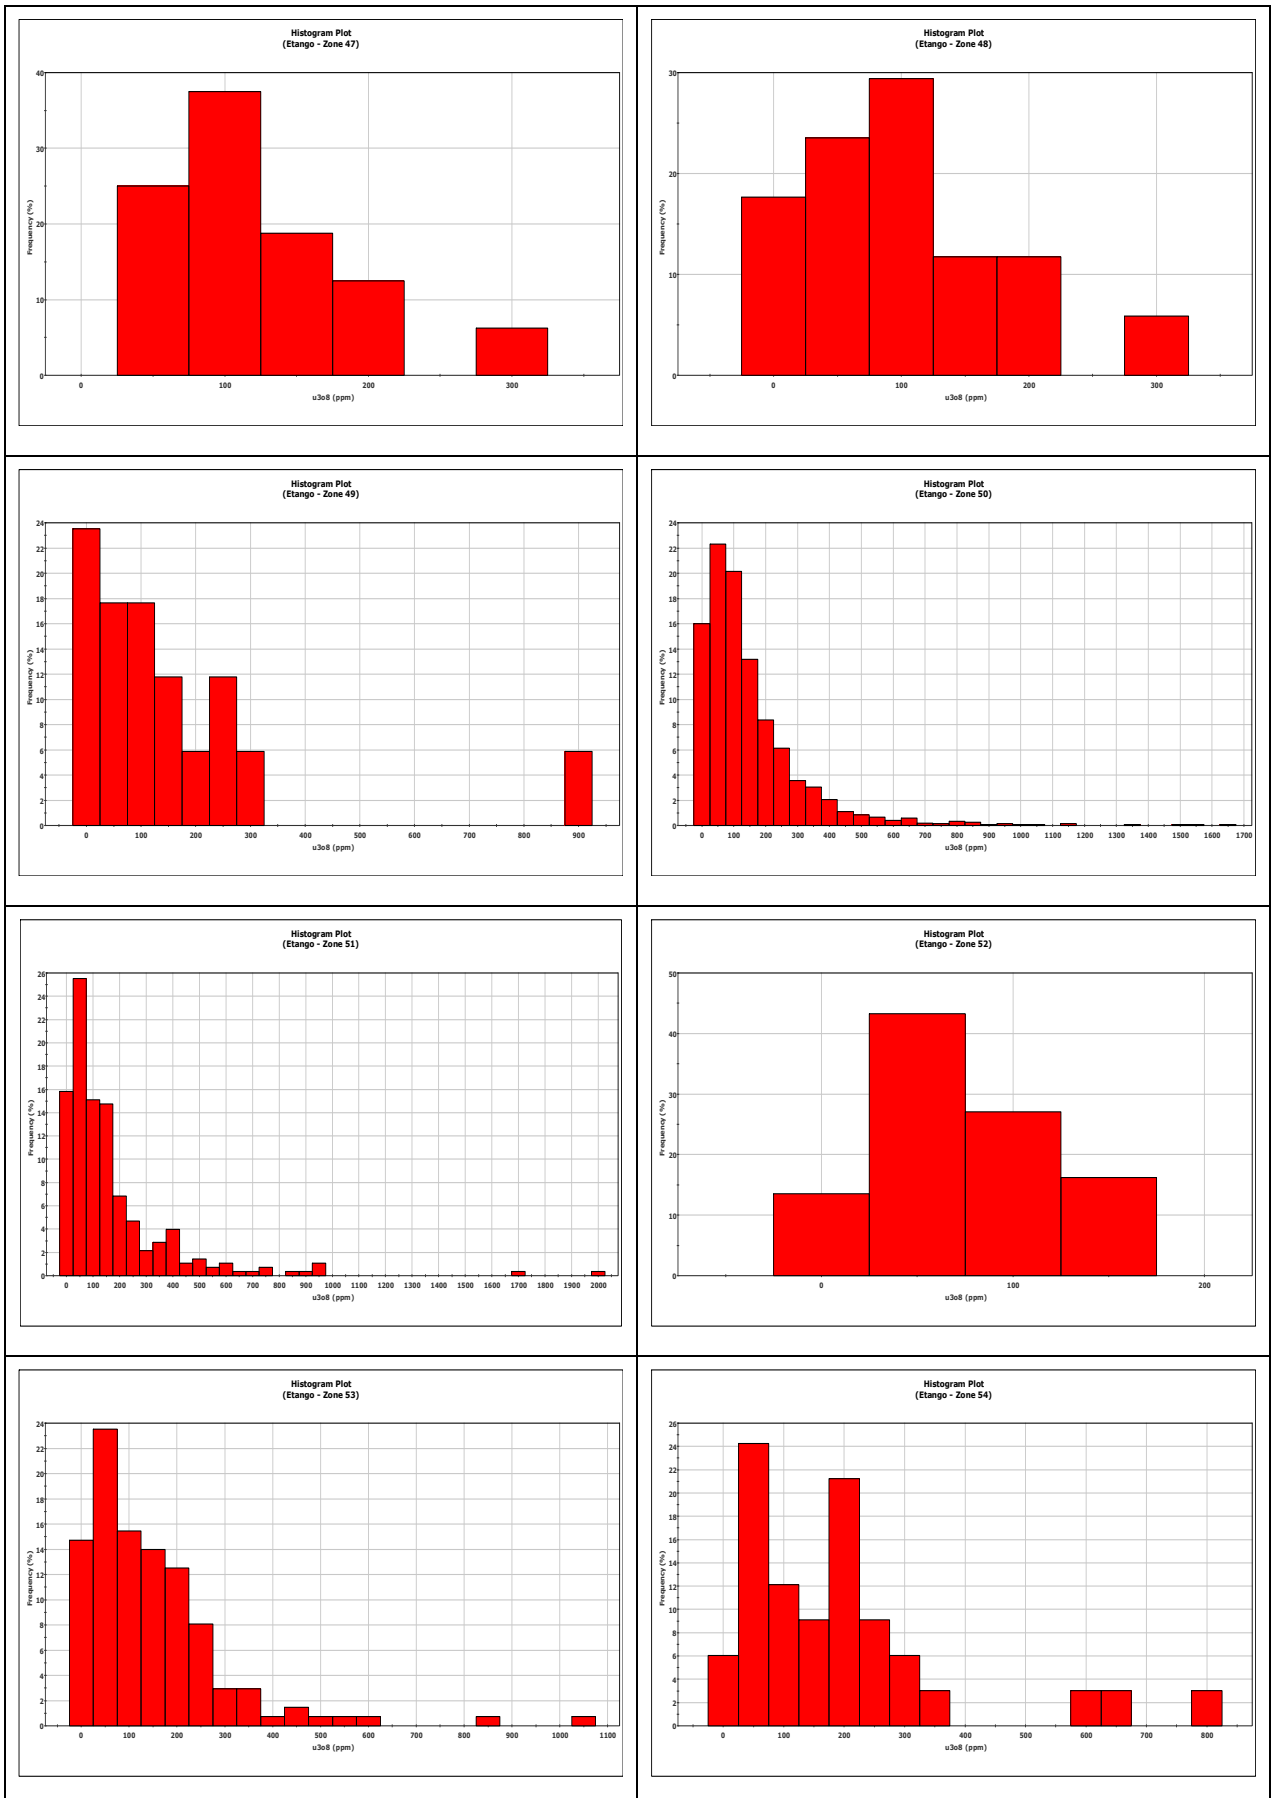 Histogram Plot
(Etango - Zone 47)
Frequency (%)
40
30
20
10
0
0 100 200 300
u3o8 (ppm)
Histogram Plot
(Etango - Zone 48)
Frequency (%)
30
20
10
0
0 100 200 300
u3o8 (ppm)
Histogram Plot
(Etango - Zone 49)
Frequency (%)
24
22
20
18
16
14
12
10
8
6
4
2
0
0 100 200 300 400 500 600 700 800 900
u3o8 (ppm)
Histogram Plot
(Etango - Zone 50)
Frequency (%)
24
22
20
18
16
14
12
10
8
6
4
2
0
0 100 200 300 400 500 600 700 800 900 1000 1100 1200 1300 1400 1500 1600 1700
u3o8 (ppm)
Histogram Plot
(Etango - Zone 51)
Frequency (%)
26
24
22
20
18
16
14
12
10
8
6
4
2
0
0 100 200 300 400 500 600 700 800 900 1000 1100 1200 1300 1400 1500 1600 1700 1800 1900 2000
u3o8 (ppm)
Histogram Plot
(Etango - Zone 52)
Frequency (%)
50
40
30
20
10
0
0 100 200
u3o8 (ppm)
Histogram Plot
(Etango - Zone 53)
Frequency (%)
24
22
20
18
16
14
12
10
8
6
4
2
0
0 100 200 300 400 500 600 700 800 900 1000 1100
u3o8 (ppm)
Histogram Plot
(Etango - Zone 54)
Frequency (%)
26
24
22
20
18
16
14
12
10
8
6
4
2
0
0 100 200 300 400 500 600 700 800
u3o8 (ppm)